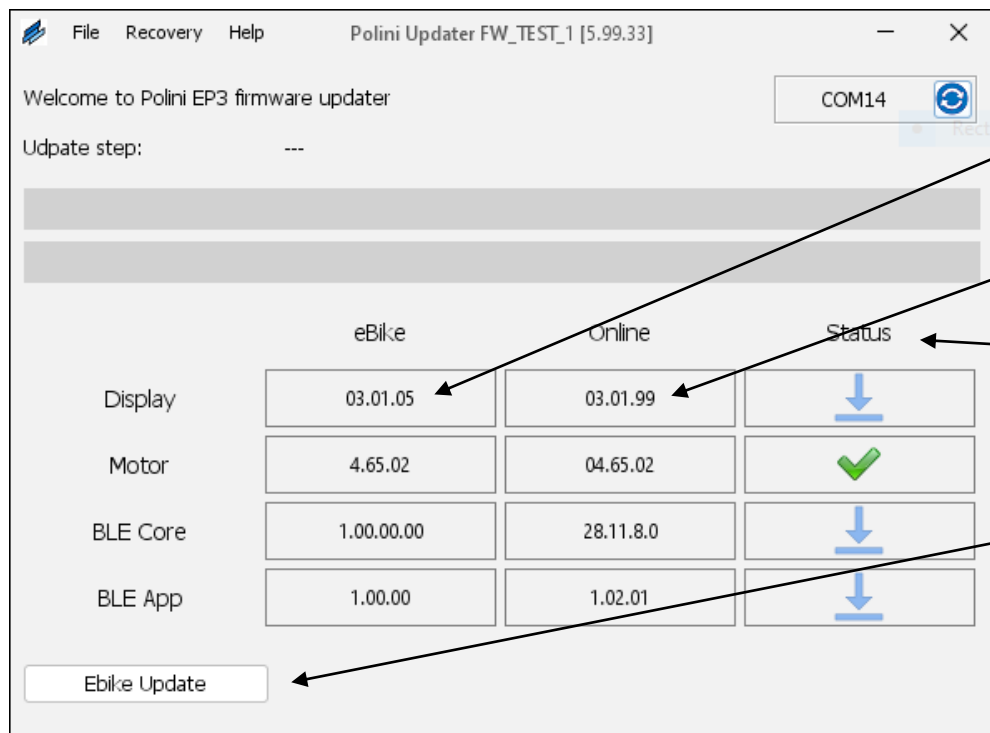 File Recovery Help Polini Updater FW_TEST_1 [5.99.33]
Welcome to Polini EP3 firmware updater COM14
Rect
Udpate step: ---
eBike Online Status
Display 03.01.05 03.01.99
Motor 4.65.02 04.65.02
BLE Core 1.00.00.00 28.11.8.0
BLE App 1.00.00 1.02.01
Ebike Update